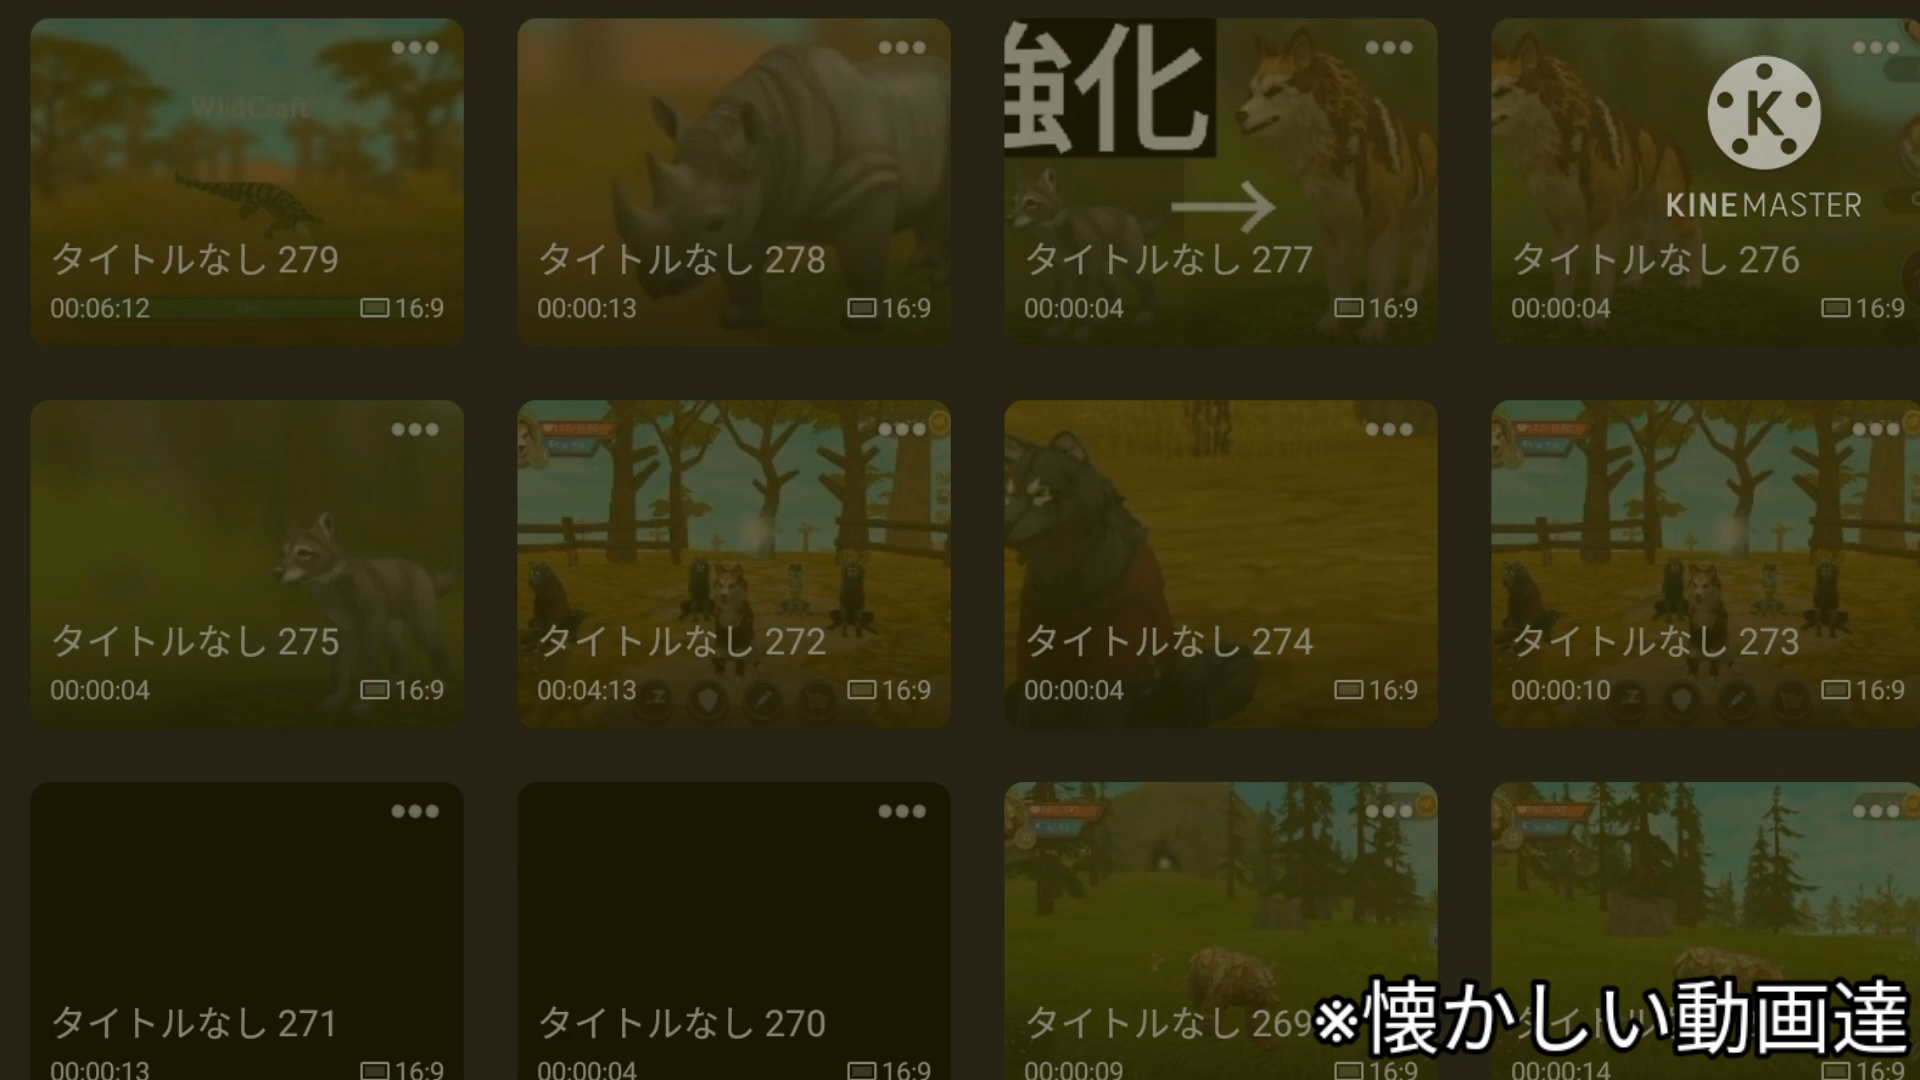 WildCraft
タイトルなし 279
00:06:12 16:9
タイトルなし 278
00:00:13 16:9
強化
タイトルなし 277
00:00:04 16:9
K
KINEMASTER
タイトルなし 276
00:00:04 16:9
タイトルなし 275
00:00:04 16:9
タイトルなし 272
00:04:13 16:9
タイトルなし 274
00:00:04 16:9
タイトルなし 273
00:00:10 16:9
タイトルなし 271
00:00:13 16:9
タイトルなし 270
00:00:04 16:9
タイトルなし 269
00:00:09 16:9
00:00:14 16:9
※懐かしい動画達